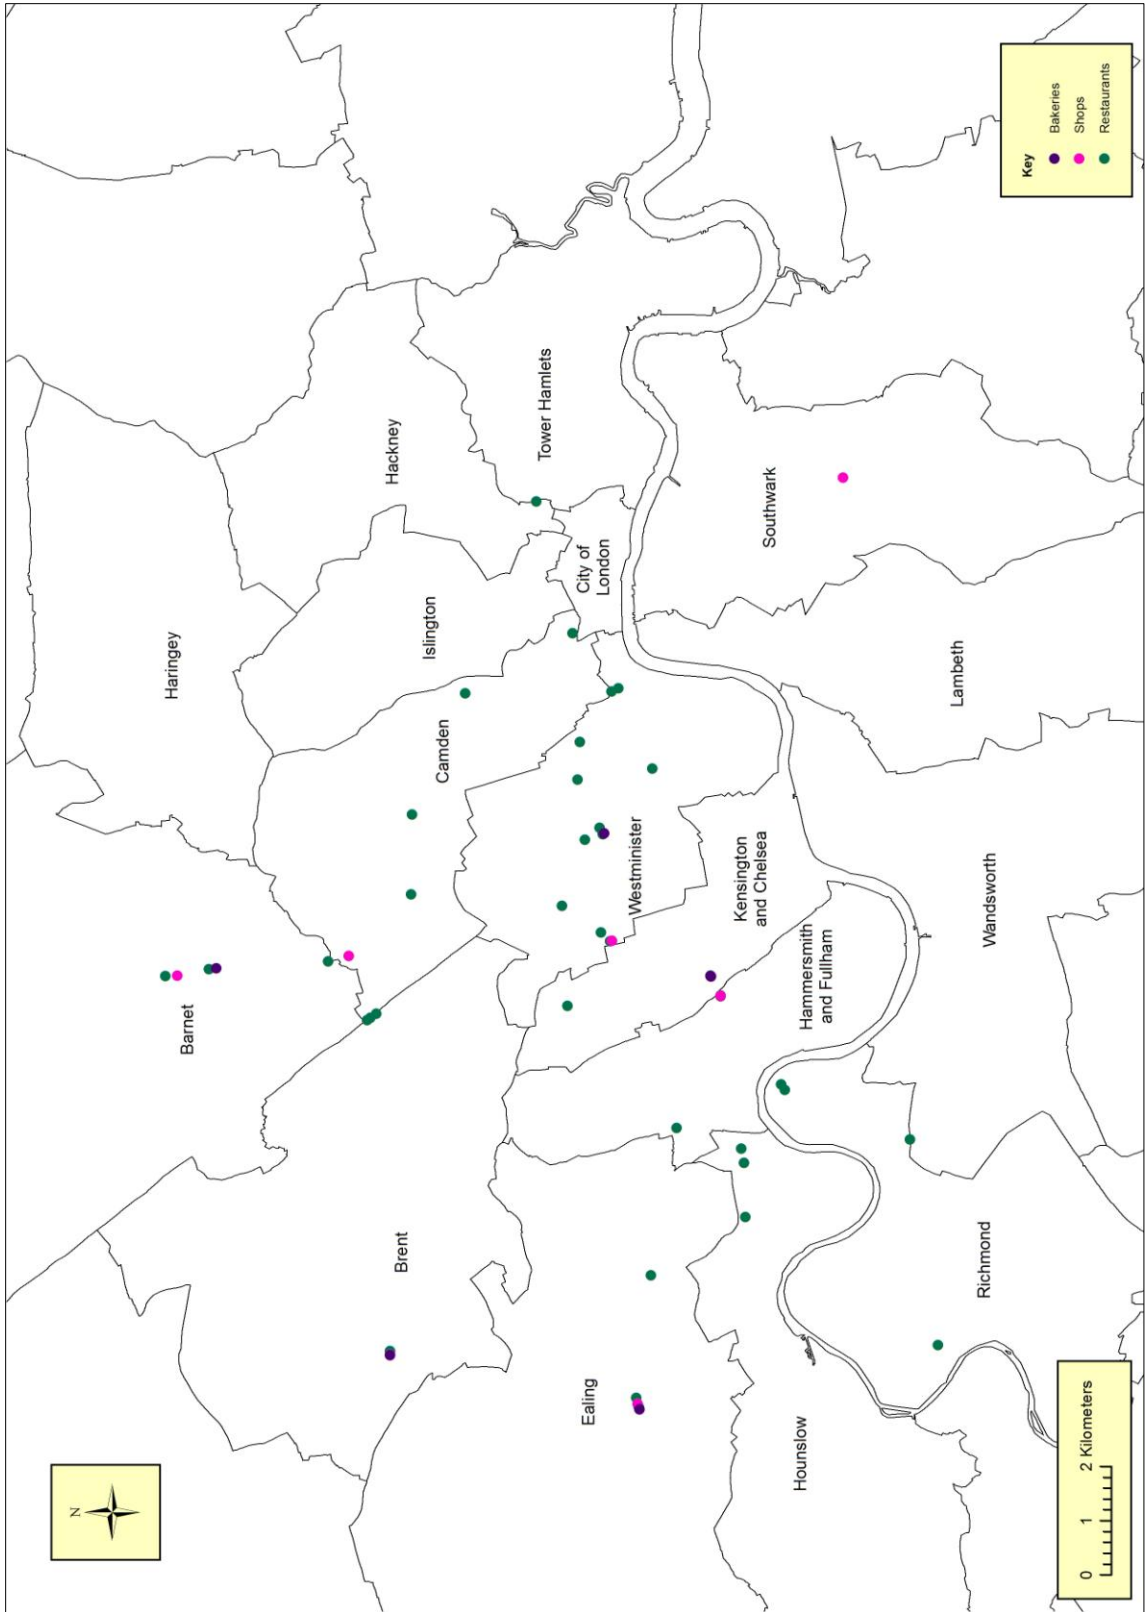 N
Barnet
Haringey
Brent
Camden
Islington
Hackney
Ealing
Westminister
City of
London
Tower Hamlets
Kensington
and Chelsea
Hammersmith
and Fullham
Hounslow
Richmond
Wandsworth
Lambeth
Southwark
0 1 2 Kilometers
Key
Bakeries
Shops
Restaurants